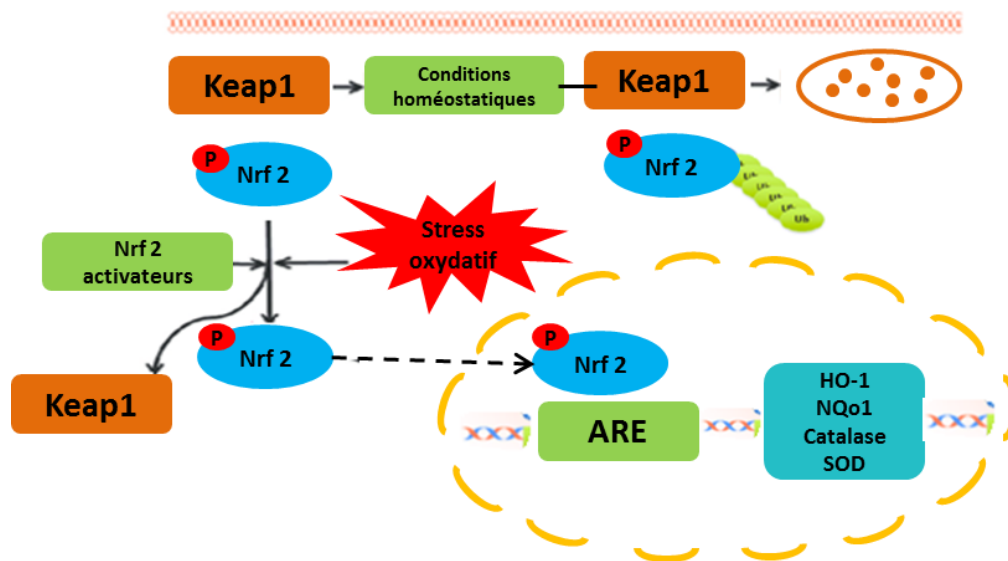 Keap1
Conditions
homéostatiques
Keap1
P
Nrf 2
P
Nrf 2
Ub
Nrf 2
activateurs
Stress
oxydatif
P
Nrf 2
P
Nrf 2
Keap1
ARE
HO-1
NQo1
Catalase
SOD